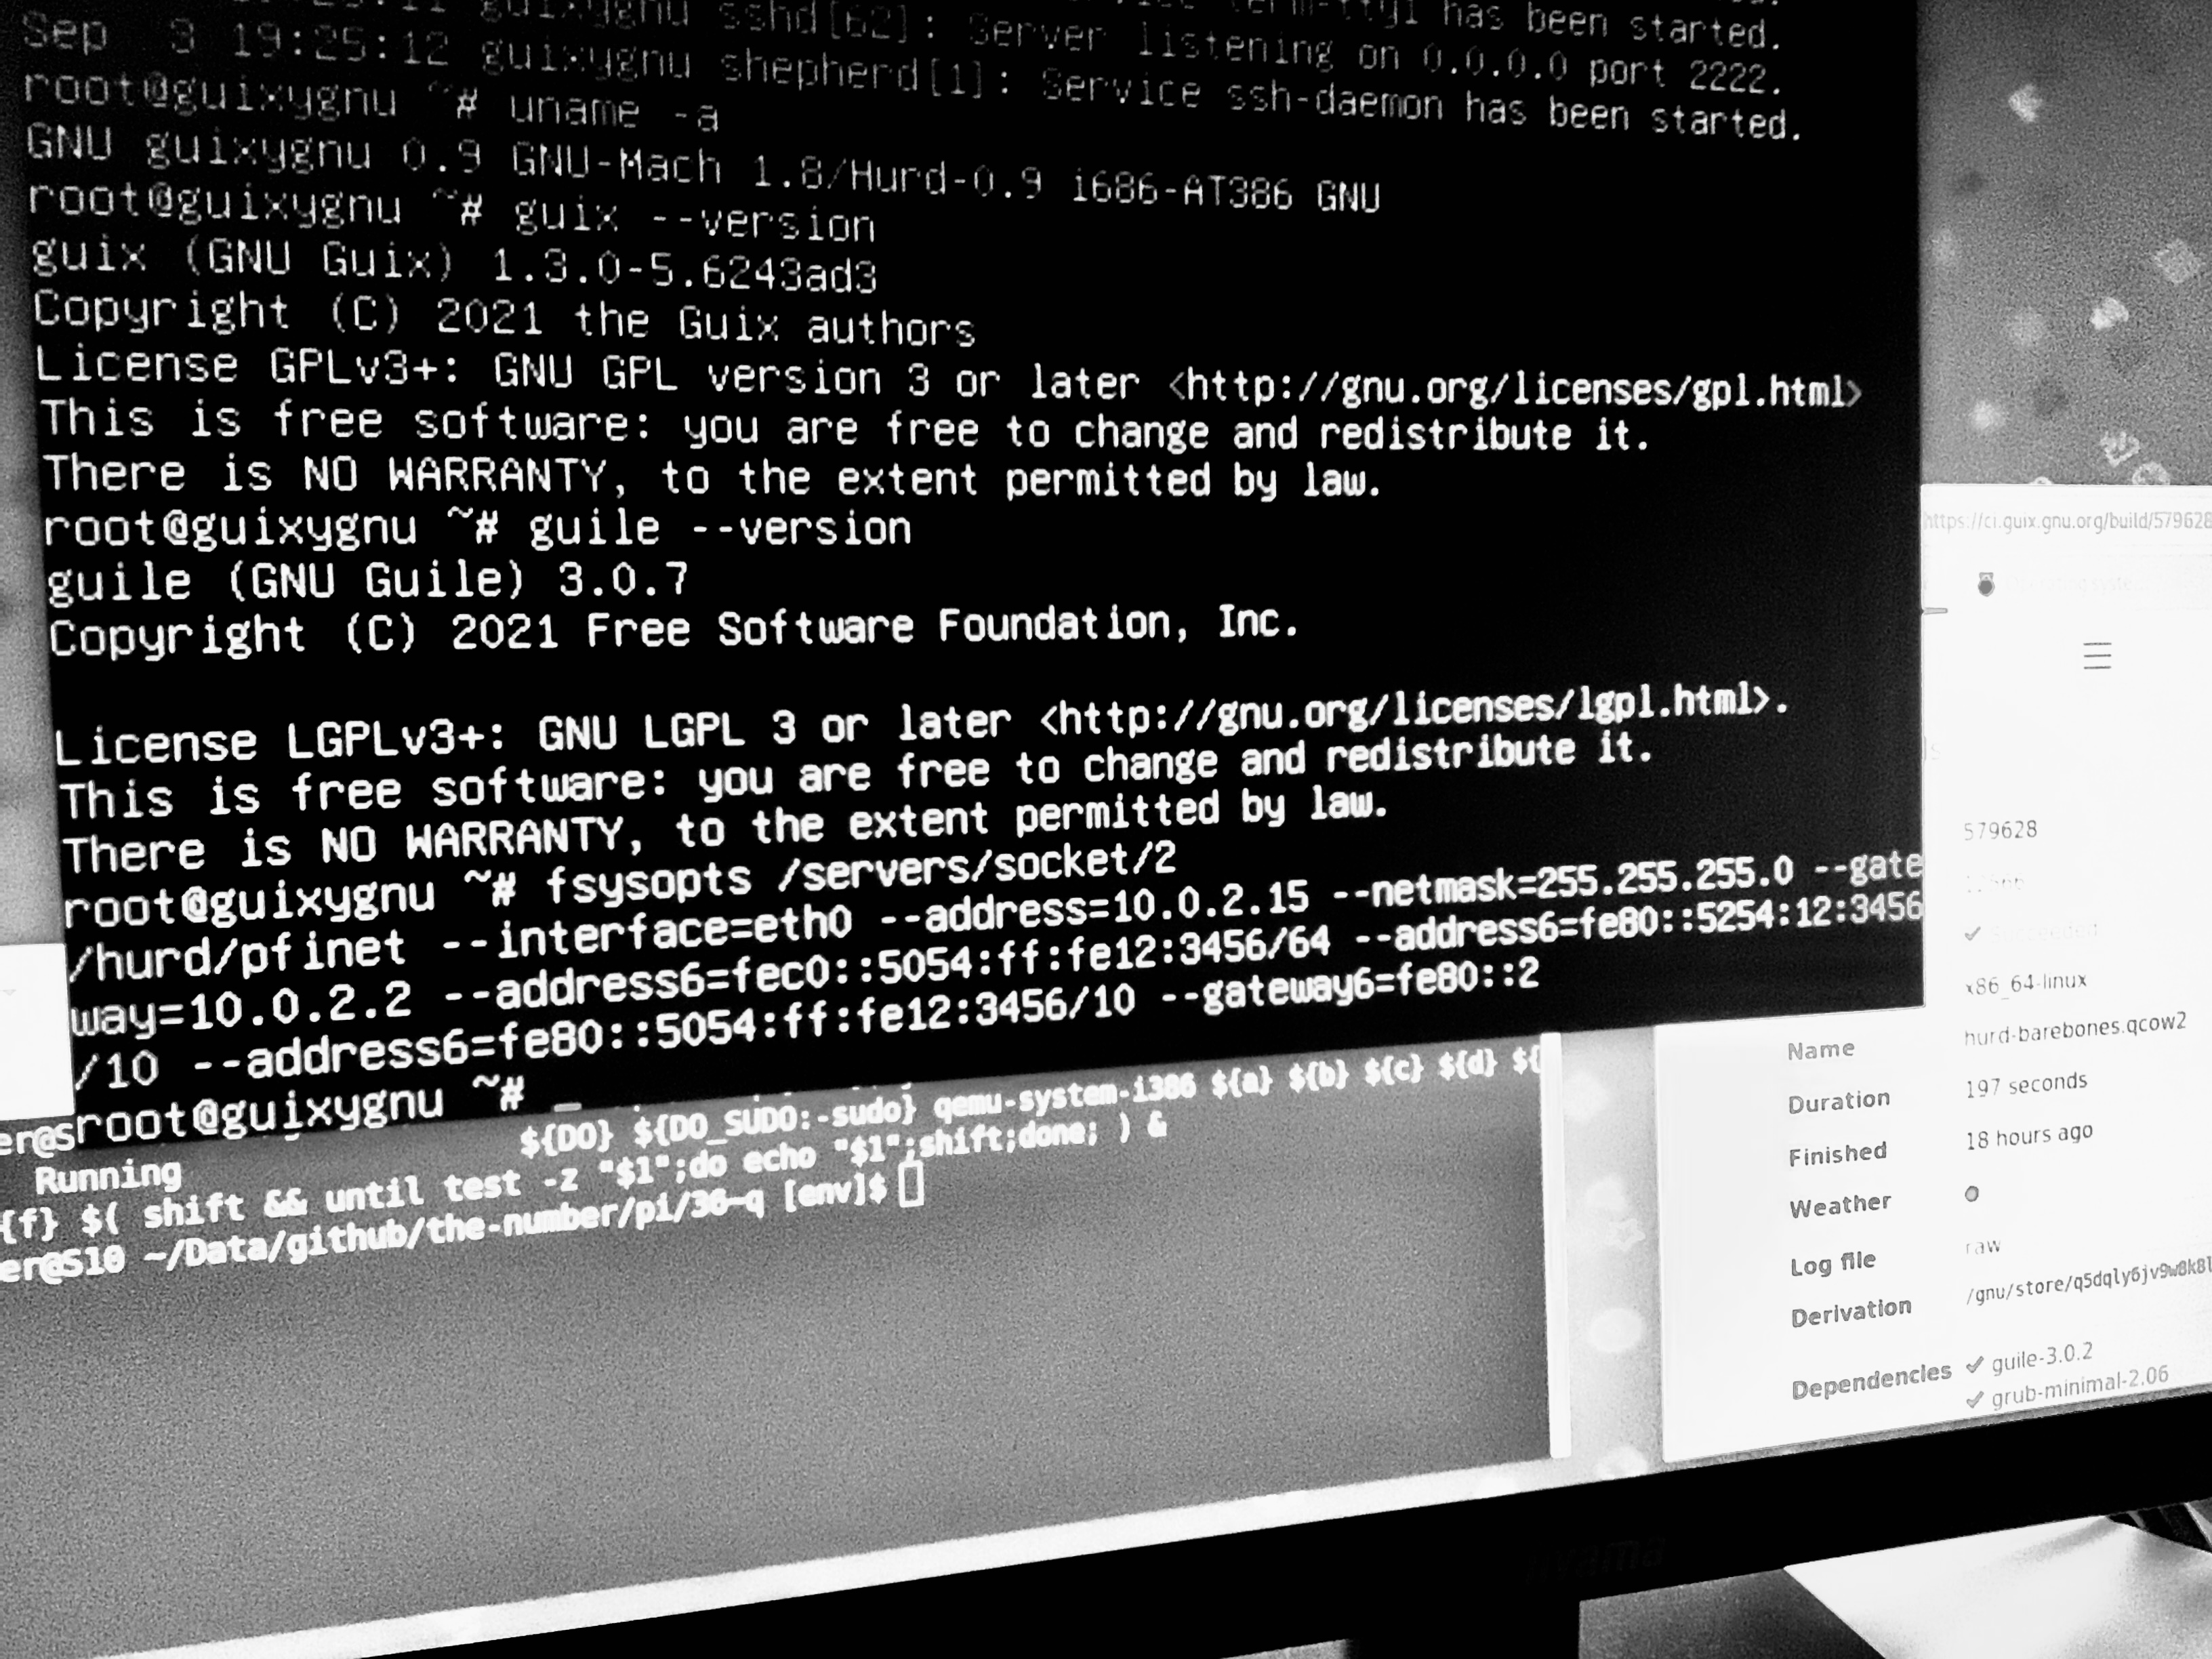 has been started.
guixygnu sshd[62]: Server listening on 0.0.0.0 port 2222.
Sep 3 19:25:12 guixygnu shepherd[1]: Service ssh-daemon has been started.
root@guixygnu ~# uname -a
GNU guixygnu 0.9 GNU-Mach 1.8/Hurd-0.9 i686-AT386 GNU
root@guixygnu ~# guix --version
guix (GNU Guix) 1.3.0-5.6243ad3
Copyright (C) 2021 the Guix authors
License GPLv3+: GNU GPL version 3 or later <http://gnu.org/licenses/gpl.html>
This is free software: you are free to change and redistribute it.
There is NO WARRANTY, to the extent permitted by law.
root@guixygnu ~# guile --version
guile (GNU Guile) 3.0.7
Copyright (C) 2021 Free Software Foundation, Inc.
License LGPLv3+: GNU LGPL 3 or later <http://gnu.org/licenses/lgpl.html>.
This is free software: you are free to change and redistribute it.
There is NO WARRANTY, to the extent permitted by law.
root@guixygnu ~# fsysopts /servers/socket/2
/hurd/pfinet --interface=eth0 --address=10.0.2.15 --netmask=255.255.255.0 --gate
way=10.0.2.2 --address6=fec0::5054:ff:fe12:3456/64 --address6=fe80::5254:12:3456
/10 --address6=fe80::5054:ff:fe12:3456/10 --gateway6=fe80::2
root@guixygnu ~# _
qemu-system-i386 ${a} ${b} ${c} ${d} ${
er@S
Running ${DO} ${DO_SUDO:-sudo}
{f} ${ shift && until test -z "$1";do echo "$1";shift;done; ) &
er@S10 ~/Data/github/the-number/pi/36-q [env]$
https://ci.guix.gnu.org/build/579628
579628
x86_64-linux
Name hurd-barebones.qcow2
Duration 197 seconds
Finished 18 hours ago
Weather
Log file raw
Derivation /gnu/store/q5dqly6jv9w8k8l
Dependencies ✓ guile-3.0.2
✓ grub-minimal-2.06